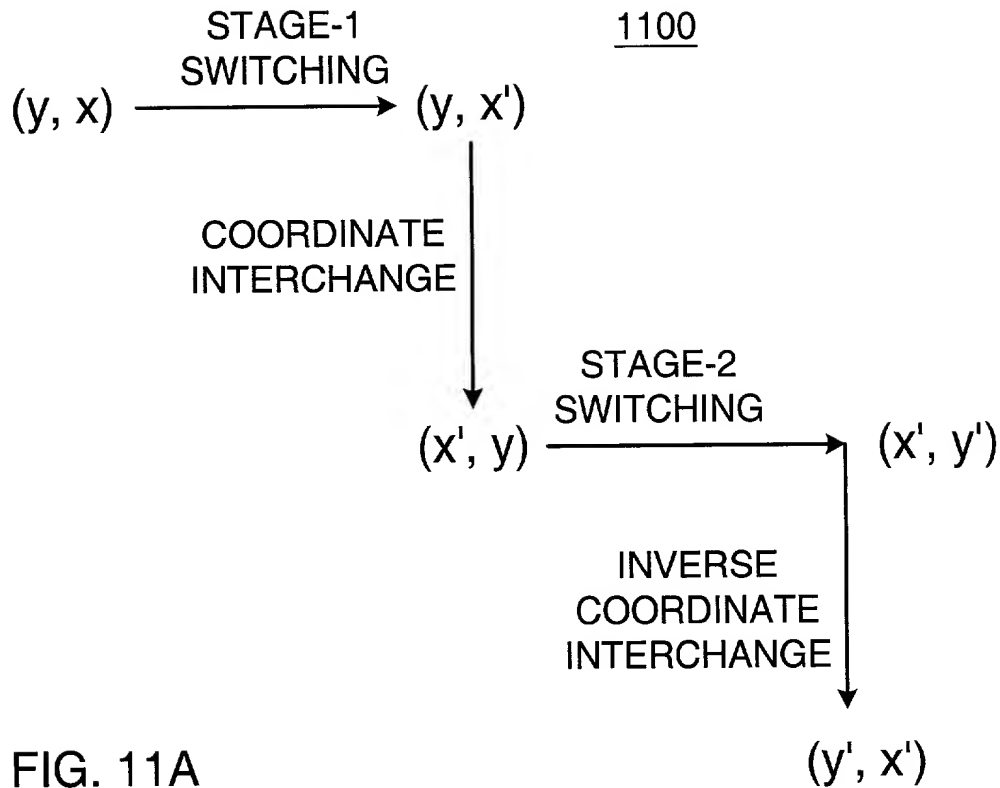 STAGE-1
SWITCHING
1100
(y, x)
(y, x')
COORDINATE
INTERCHANGE
STAGE-2
SWITCHING
(x', y)
(x', y')
INVERSE
COORDINATE
INTERCHANGE
(y', x')
FIG. 11A